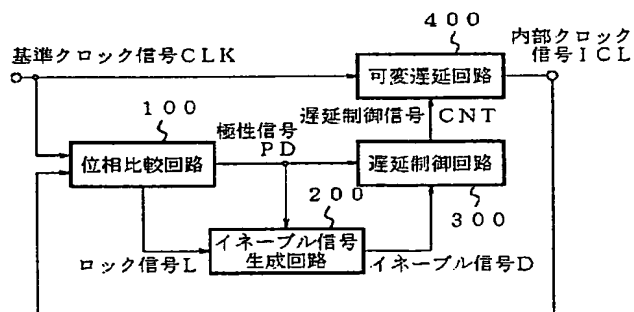 400
基準クロック信号CLK
内部クロック
信号ICL
可変遅延回路
100
遅延制御信号 CNT
極性信号
PD
位相比較回路
遅延制御回路
200
300
イネーブル信号
生成回路
ロック信号L
イネーブル信号D